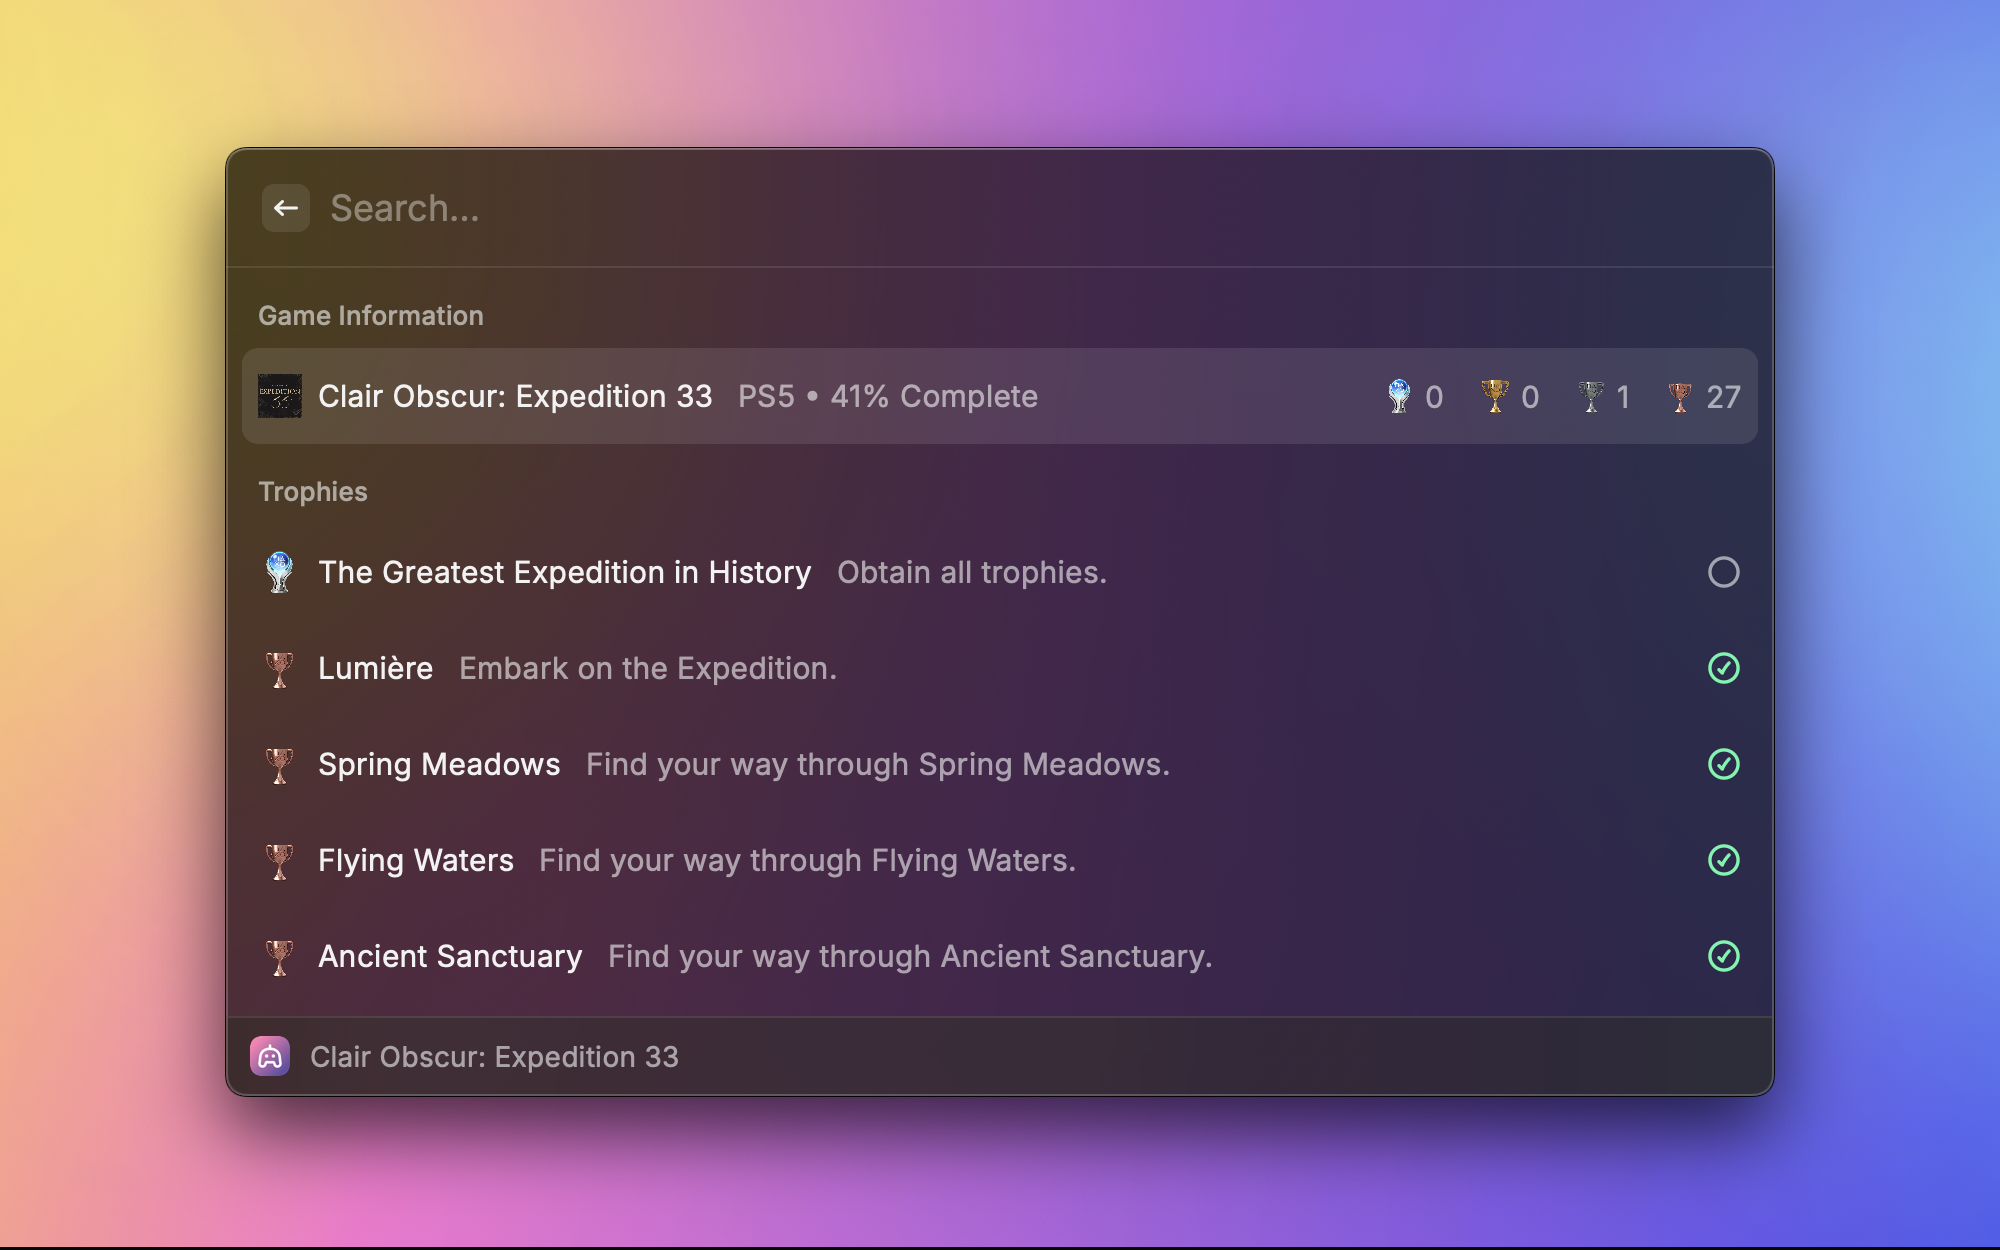 Search...
Game Information
EXPEDITION
Clair Obscur: Expedition 33 PS5 • 41% Complete 0 0 1 27
Trophies
The Greatest Expedition in History Obtain all trophies.
Lumière Embark on the Expedition.
Spring Meadows Find your way through Spring Meadows.
Flying Waters Find your way through Flying Waters.
Ancient Sanctuary Find your way through Ancient Sanctuary.
Clair Obscur: Expedition 33